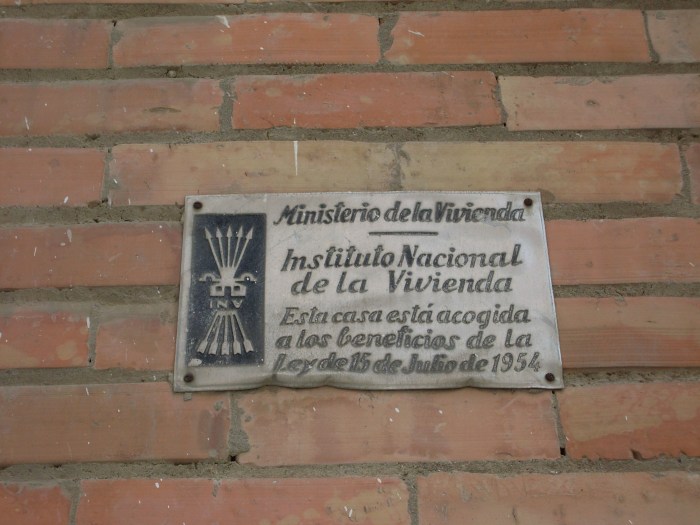 Ministerio de la Vivienda
Instituto Nacional
de la Vivienda
Esta casa está acogida
a los beneficios de la
Ley de 15 de Julio de 1954
INV